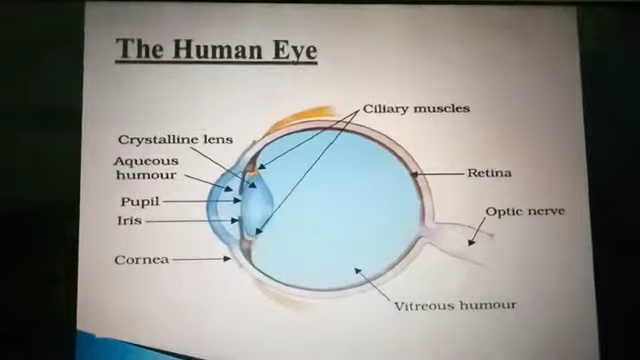 The Human Eye
Ciliary muscles
Crystalline lens
Aqueous
humour
Retina
Pupil
Optic nerve
Iris
Cornea
Vitreous humour